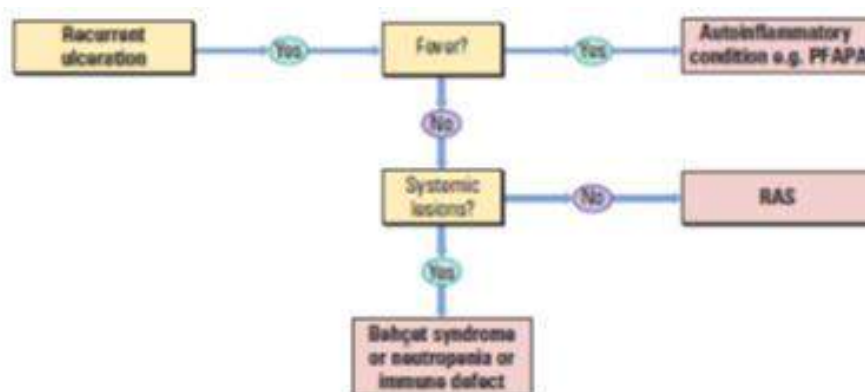 Recurrent
ulceration
Yes
Fever?
Yes
Autoinflammatory
condition e.g. PFAPA
No
Systemic
lesions?
No
RAS
Yes
Behçet syndrome
or neutropenia or
immune defect